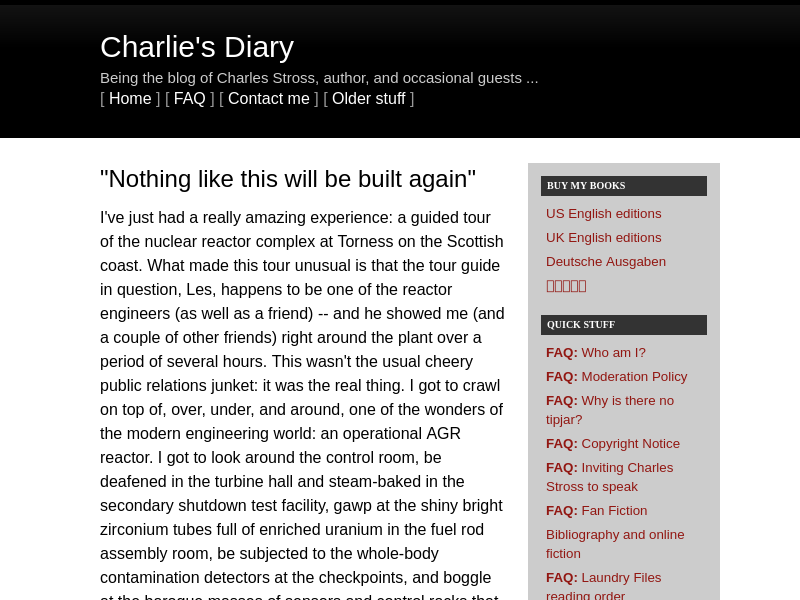 Charlie's Diary
Being the blog of Charles Stross, author, and occasional guests ...
[ Home ] [ FAQ ] [ Contact me ] [ Older stuff ]
"Nothing like this will be built again"
I've just had a really amazing experience: a guided tour
of the nuclear reactor complex at Torness on the Scottish
coast. What made this tour unusual is that the tour guide
in question, Les, happens to be one of the reactor
engineers (as well as a friend) -- and he showed me (and
a couple of other friends) right around the plant over a
period of several hours. This wasn't the usual cheery
public relations junket: it was the real thing. I got to crawl
on top of, over, under, and around, one of the wonders of
the modern engineering world: an operational AGR
reactor. I got to look around the control room, be
deafened in the turbine hall and steam-baked in the
secondary shutdown test facility, gawp at the shiny bright
zirconium tubes full of enriched uranium in the fuel rod
assembly room, be subjected to the whole-body
contamination detectors at the checkpoints, and boggle
at the baroque masses of sensors and control rocks that
BUY MY BOOKS
US English editions
UK English editions
Deutsche Ausgaben
QUICK STUFF
FAQ: Who am I?
FAQ: Moderation Policy
FAQ: Why is there no
tipjar?
FAQ: Copyright Notice
FAQ: Inviting Charles
Stross to speak
FAQ: Fan Fiction
Bibliography and online
fiction
FAQ: Laundry Files
reading order